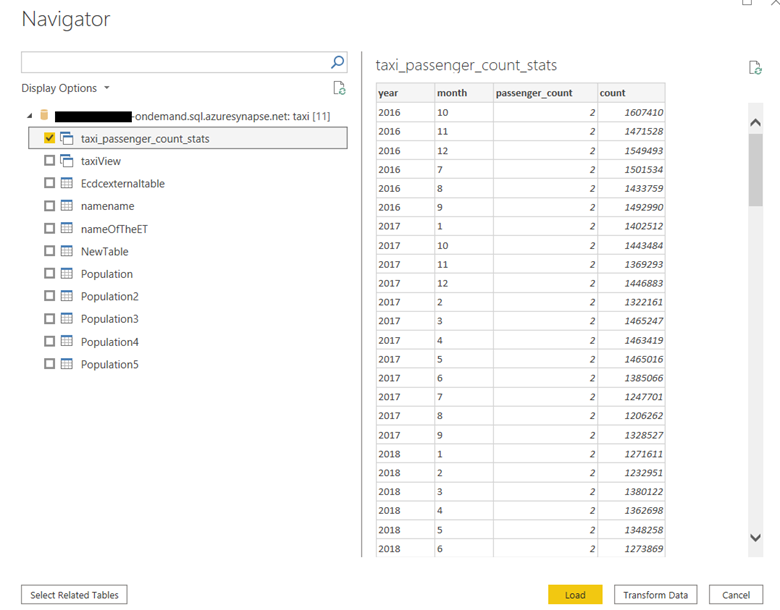 Navigator
Display Options
-ondemand.sql.azuresynapse.net: taxi [11]
taxi_passenger_count_stats
taxiView
Ecdcexternaltable
namename
nameOfTheET
NewTable
Population
Population2
Population3
Population4
Population5
taxi_passenger_count_stats
year month passenger_count count
2016 10 2 1607410
2016 11 2 1471528
2016 12 2 1549493
2016 7 2 1501534
2016 8 2 1433759
2016 9 2 1492990
2017 1 2 1402512
2017 10 2 1443484
2017 11 2 1369293
2017 12 2 1446883
2017 2 2 1322161
2017 3 2 1465247
2017 4 2 1463419
2017 5 2 1465016
2017 6 2 1385066
2017 7 2 1247701
2017 8 2 1206262
2017 9 2 1328527
2018 1 2 1271611
2018 2 2 1232951
2018 3 2 1380122
2018 4 2 1362698
2018 5 2 1348258
2018 6 2 1273869
Select Related Tables
Load
Transform Data
Cancel